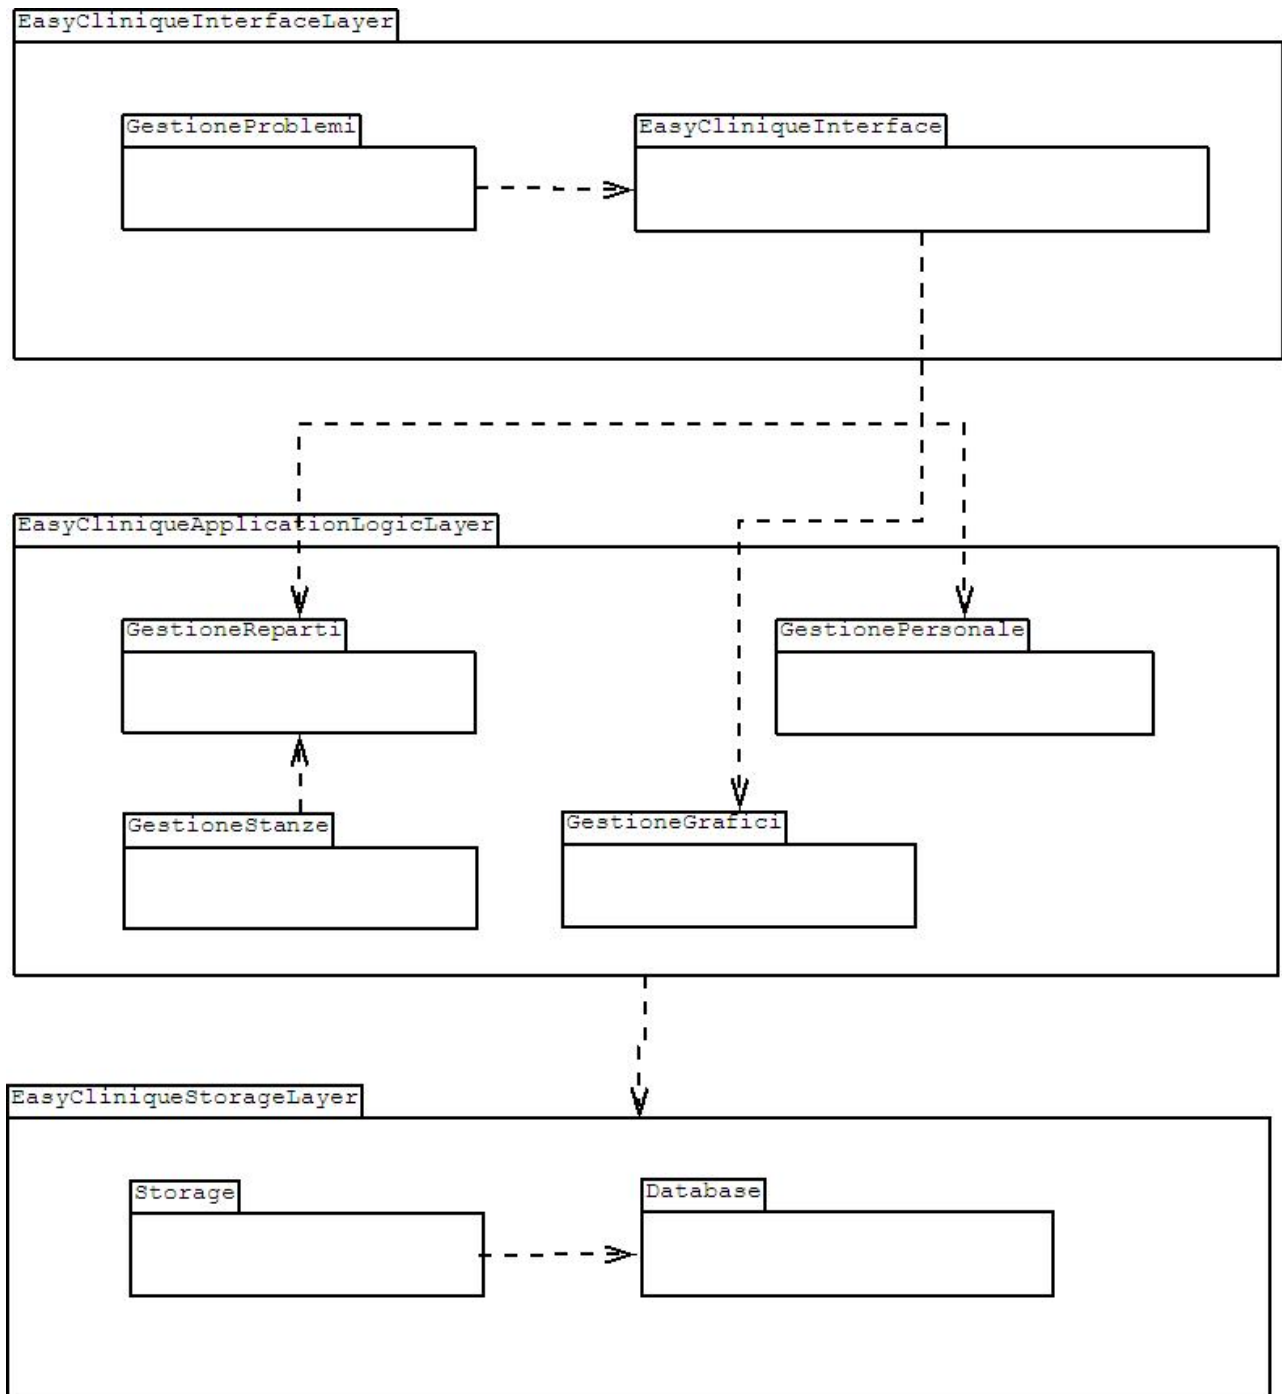 EasyCliniqueInterfaceLayer
GestioneProblemi
EasyCliniqueInterface
EasyCliniqueApplicationLogicLayer
GestioneReparti
GestionePersonale
GestioneStanze
GestioneGrafici
EasyCliniqueStorageLayer
Storage
Database